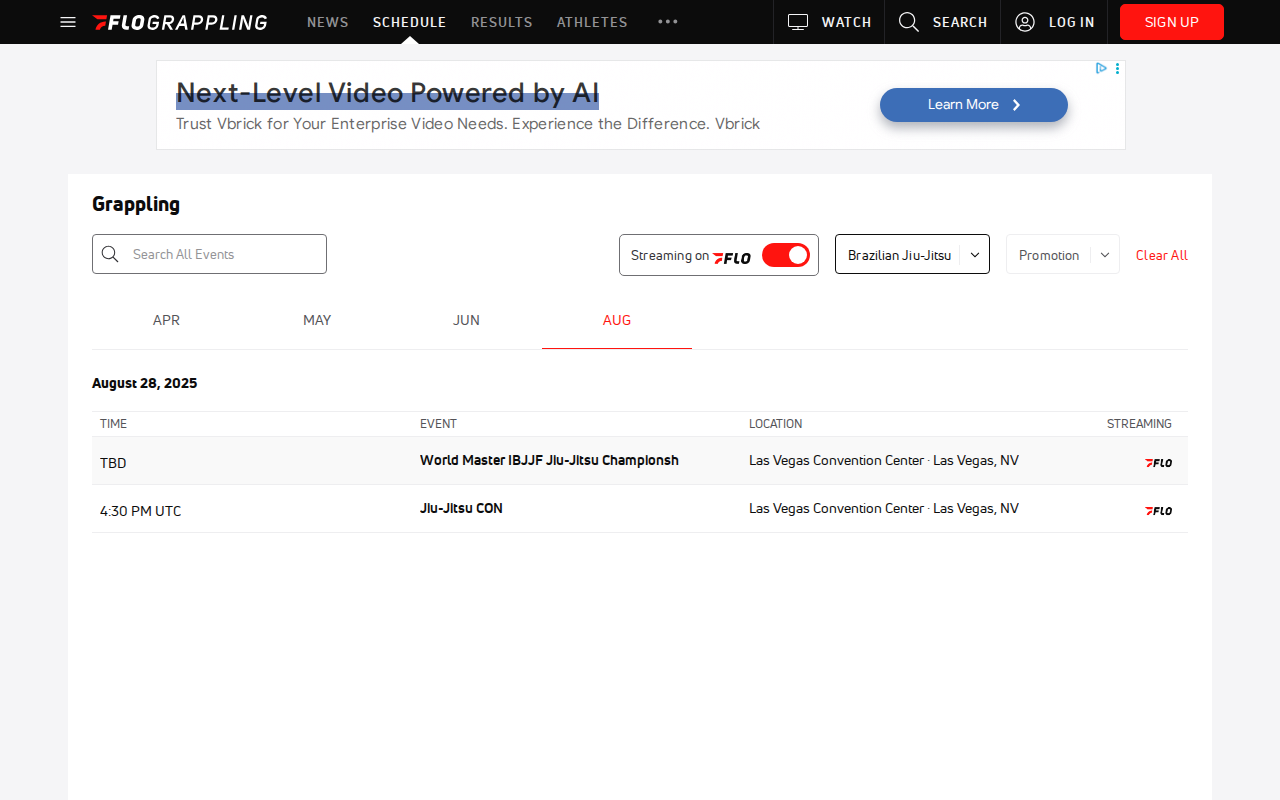 FLOGRAPPLING NEWS SCHEDULE RESULTS ATHLETES WATCH SEARCH LOG IN SIGN UP
Next-Level Video Powered by AI
Trust Vbrick for Your Enterprise Video Needs. Experience the Difference. Vbrick
Learn More
Grappling
Search All Events
Streaming on FLO
Brazilian Jiu-Jitsu
Promotion
Clear All
APR MAY JUN AUG
August 28, 2025
TIME EVENT LOCATION STREAMING
TBD World Master IBJJF Jiu-Jitsu Championsh Las Vegas Convention Center · Las Vegas, NV FLO
4:30 PM UTC Jiu-Jitsu CON Las Vegas Convention Center · Las Vegas, NV FLO